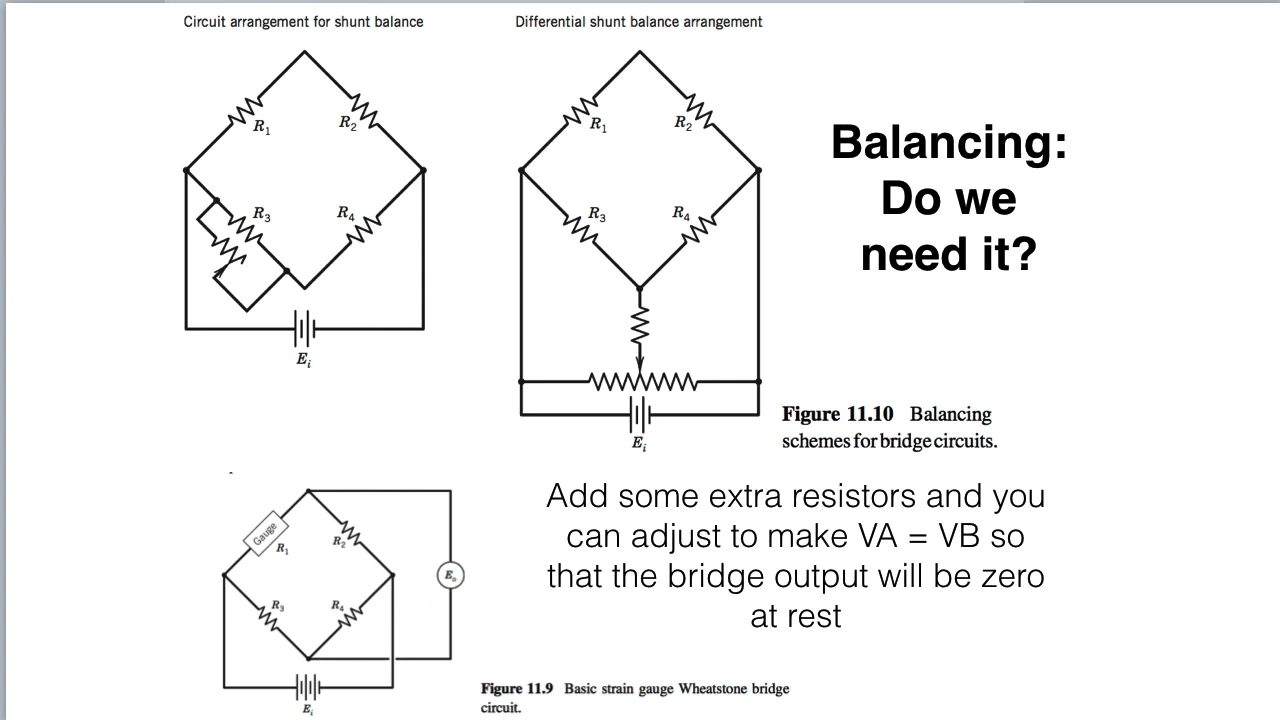 Circuit arrangement for shunt balance
Differential shunt balance arrangement
R1
R2
R3
R4
Ei
R1
R2
R3
R4
Ei
Balancing:
Do we
need it?
Figure 11.10 Balancing
schemes for bridge circuits.
Gauge
R1
R2
R3
R4
Eo
Ei
Add some extra resistors and you
can adjust to make VA = VB so
that the bridge output will be zero
at rest
Figure 11.9 Basic strain gauge Wheatstone bridge
circuit.